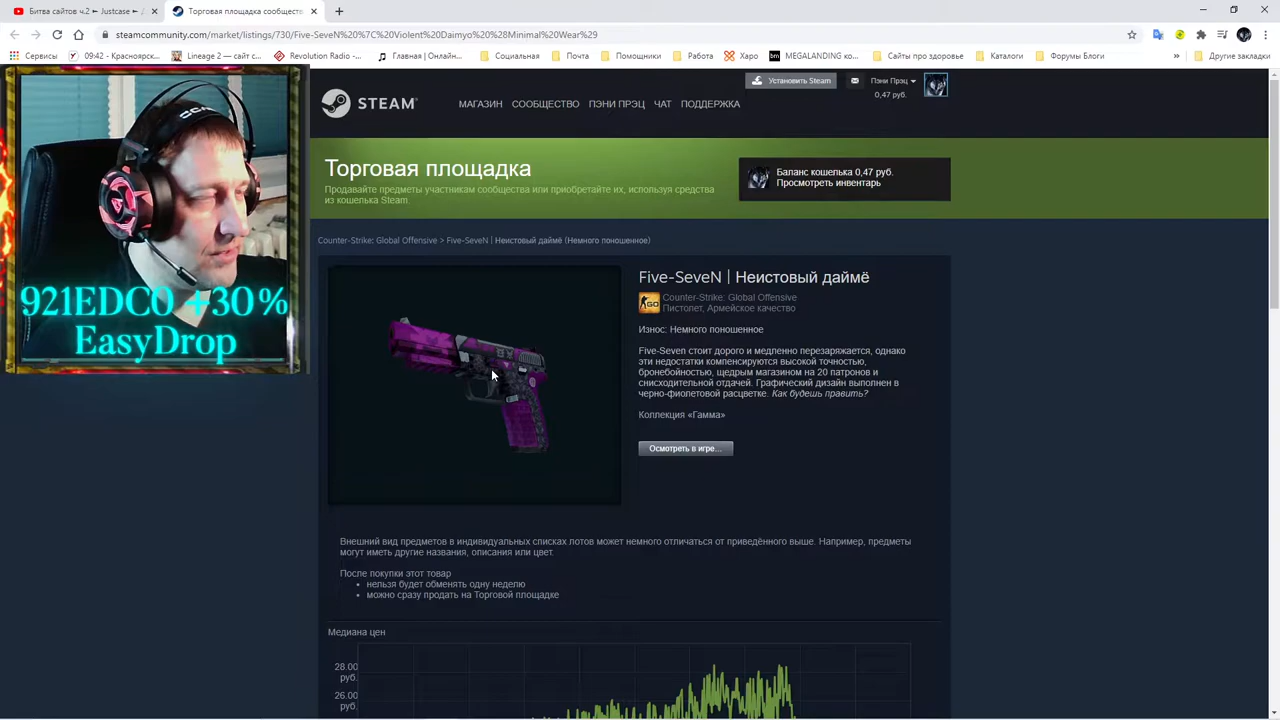 Битва сайтов ч.2 ► Justcase ► /
Торговая площадка сообществ
steamcommunity.com/market/listings/730/Five-SeveN%20%7C%20Violent%20Daimyo%20%28Minimal%20Wear%29
Сервисы
09:42 - Красноярск...
Lineage 2 — сайт с...
Revolution Radio -...
Главная | Онлайн...
Социальная
Почта
Помощники
Работа
Харо
MEGALANDING ко...
Сайты про здоровье
Каталоги
Форумы Блоги
Другие закладки
921EDC0 +30%
EasyDrop
STEAM
МАГАЗИН СООБЩЕСТВО ПЭНИ ПРЭЦ ЧАТ ПОДДЕРЖКА
Установить Steam
Пэни Прэц
0,47 руб.
Торговая площадка
Продавайте предметы участникам сообщества или приобретайте их, используя средства
из кошелька Steam.
Баланс кошелька 0,47 руб.
Просмотреть инвентарь
Counter-Strike: Global Offensive > Five-SeveN | Неистовый даймё (Немного поношенное)
Five-SeveN | Неистовый даймё
GO
Counter-Strike: Global Offensive
Пистолет, Армейское качество
Износ: Немного поношенное
Five-Seven стоит дорого и медленно перезаряжается, однако
эти недостатки компенсируются высокой точностью,
бронебойностью, щедрым магазином на 20 патронов и
снисходительной отдачей. Графический дизайн выполнен в
черно-фиолетовой расцветке. Как будешь править?
Коллекция «Гамма»
Осмотреть в игре...
Внешний вид предметов в индивидуальных списках лотов может немного отличаться от приведённого выше. Например, предметы
могут иметь другие названия, описания или цвет.
После покупки этот товар
• нельзя будет обменять одну неделю
• можно сразу продать на Торговой площадке
Медиана цен
28.00
руб.
26.00
руб.